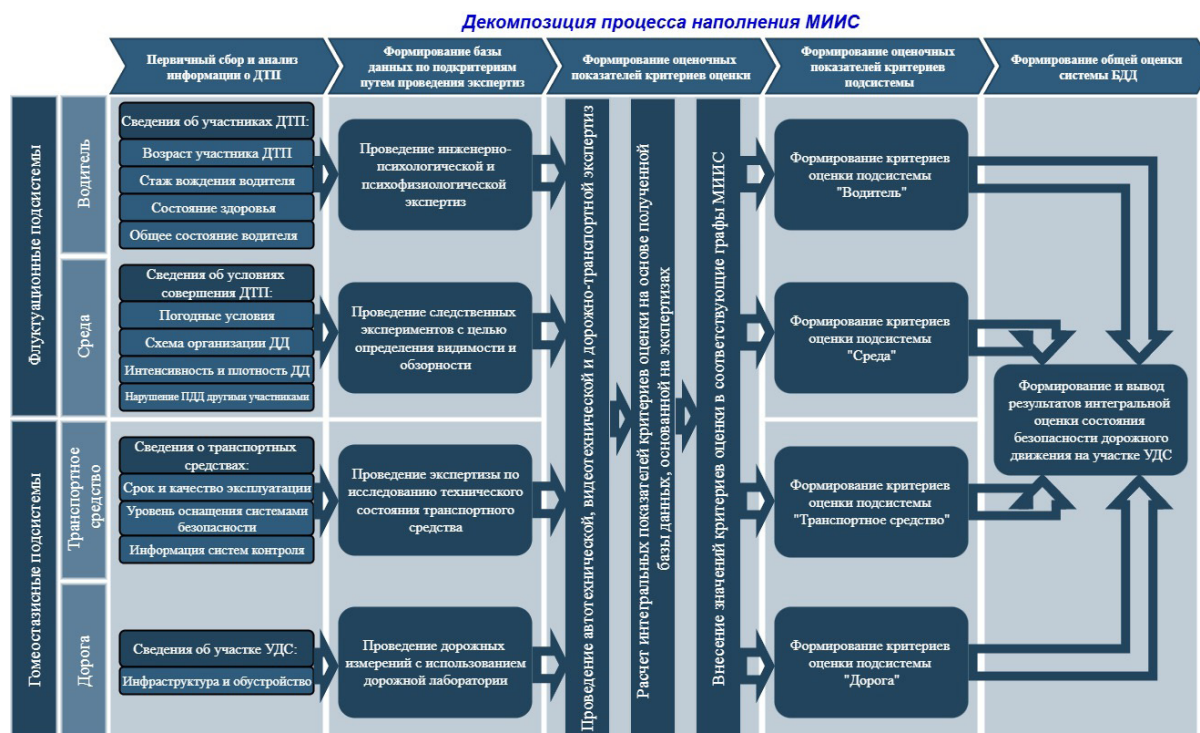 Декомпозиция процесса наполнения МИИС
Первичный сбор и анализ
информации о ДТП
Формирование базы
данных по подкритериям
путем проведения экспертиз
Формирование оценочных
показателей критериев оценки
Формирование оценочных
показателей критериев
подсистемы
Формирование общей оценки
системы БДД
Флуктуационные подсистемы
Водитель
Сведения об участниках ДТП:
Возраст участника ДТП
Стаж вождения водителя
Состояние здоровья
Общее состояние водителя
Проведение инженерно-
психологической и
психофизиологической
экспертиз
Среда
Сведения об условиях
совершения ДТП:
Погодные условия
Схема организации ДД
Интенсивность и плотность ДД
Нарушение ПДД другими участниками
Проведение следственных
экспериментов с целью
определения видимости и
обзорности
Гомеостазисные подсистемы
Транспортное
средство
Сведения о транспортных
средствах:
Срок и качество эксплуатации
Уровень оснащения системами
безопасности
Информация систем контроля
Проведение экспертизы по
исследованию технического
состояния транспортного
средства
Дорога
Сведения об участке УДС:
Инфраструктура и обустройство
Проведение дорожных
измерений с использованием
дорожной лаборатории
Проведение автотехнической, видеотехнической и дорожно-транспортной экспертиз
Расчет интегральных показателей критериев оценки на основе полученной
базы данных, основанной на экспертизах
Внесение значений критериев оценки в соответствующие графы МИИС
Формирование критериев
оценки подсистемы
"Водитель"
Формирование критериев
оценки подсистемы
"Среда"
Формирование критериев
оценки подсистемы
"Транспортное средство"
Формирование критериев
оценки подсистемы
"Дорога"
Формирование и вывод
результатов интегральной
оценки состояния
безопасности дорожного
движения на участке УДС